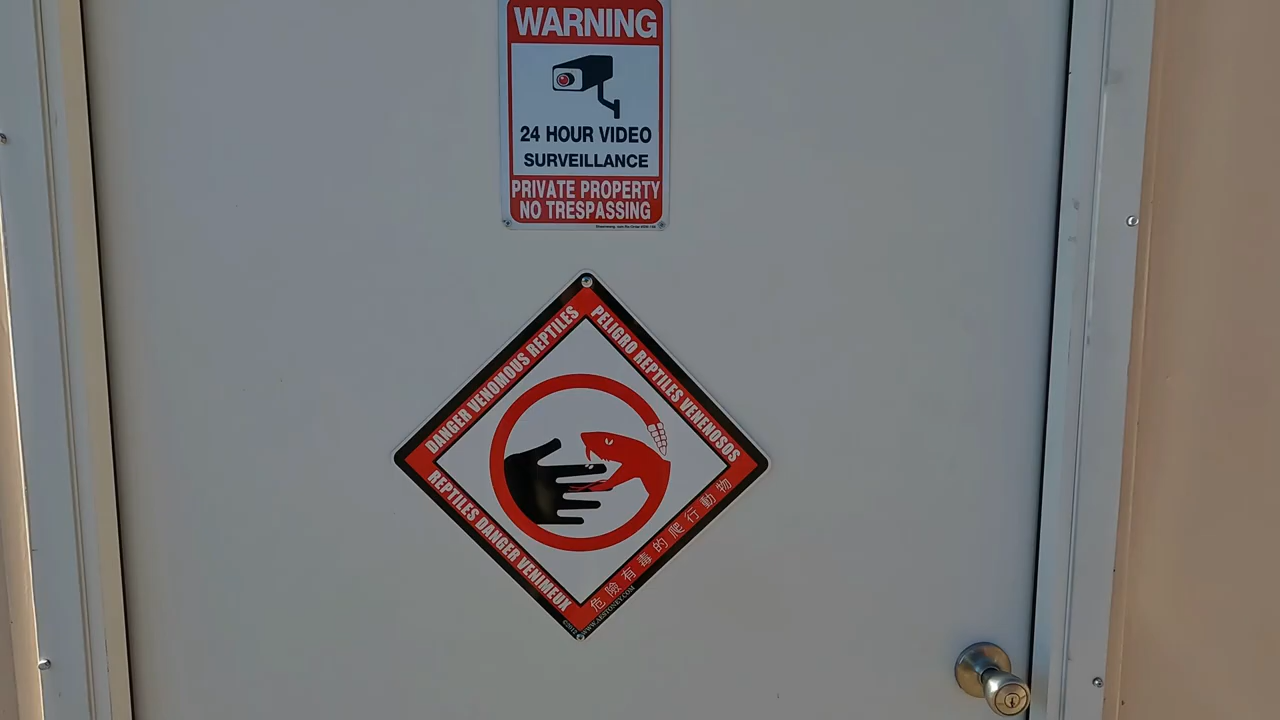 WARNING
24 HOUR VIDEO
SURVEILLANCE
PRIVATE PROPERTY
NO TRESPASSING
DANGER VENOMOUS REPTILES
PELIGRO REPTILES VENENOSOS
REPTILES DANGER VENIMEUX
危險有毒的爬行動物